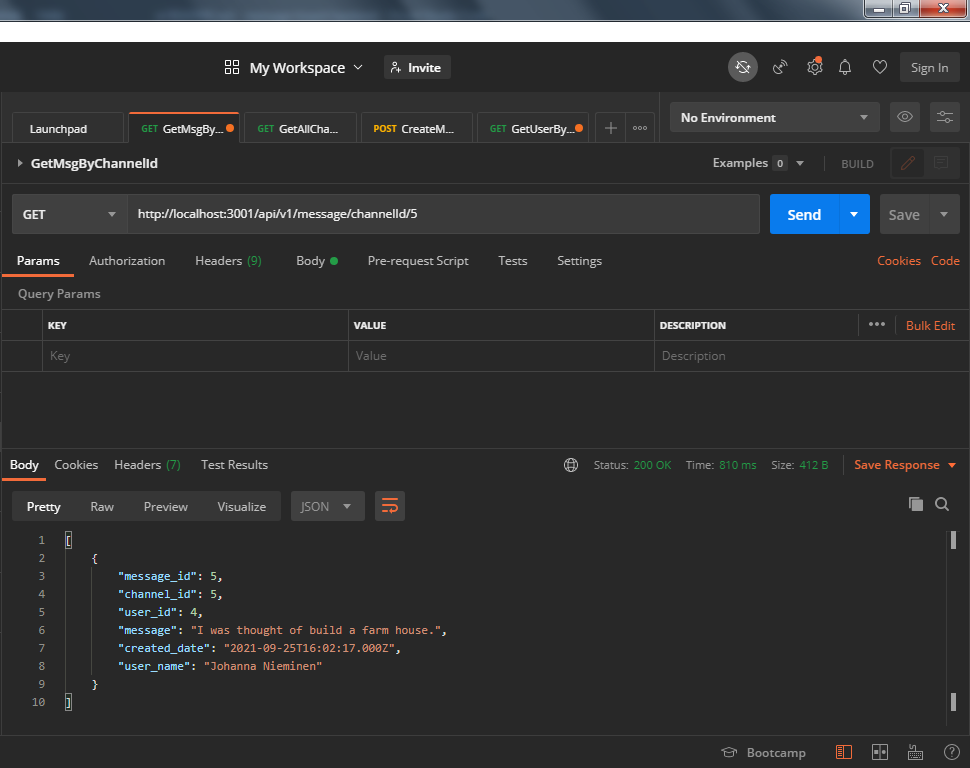 My Workspace
Invite
Sign In
Launchpad
GET GetMsgBy...
GET GetAllCha...
POST CreateM...
GET GetUserBy...
No Environment
GetMsgByChannelId
Examples 0
BUILD
GET
http://localhost:3001/api/v1/message/channelId/5
Send
Save
Params Authorization Headers (9) Body Pre-request Script Tests Settings Cookies Code
Query Params
KEY VALUE DESCRIPTION Bulk Edit
Key Value Description
Body Cookies Headers (7) Test Results Status: 200 OK Time: 810 ms Size: 412 B Save Response
Pretty Raw Preview Visualize JSON
1 [
2 {
3 "message_id": 5,
4 "channel_id": 5,
5 "user_id": 4,
6 "message": "I was thought of build a farm house.",
7 "created_date": "2021-09-25T16:02:17.000Z",
8 "user_name": "Johanna Nieminen"
9 }
10 ]
Bootcamp